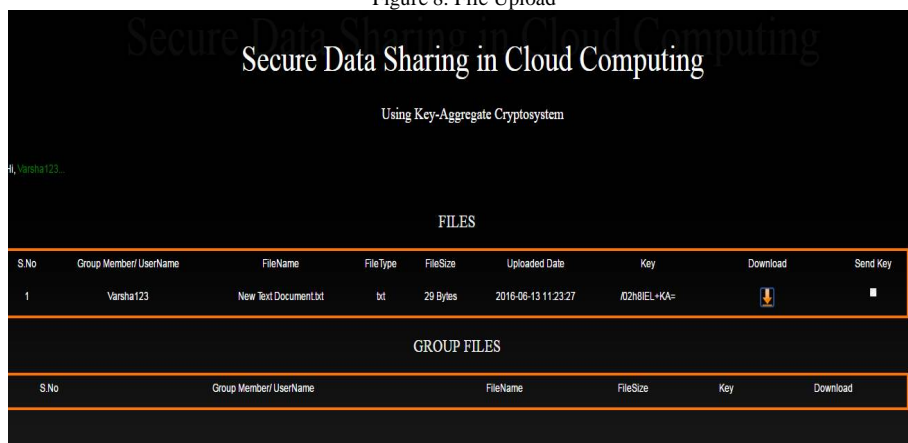 Figure 8: File Upload
Secure Data Sharing in Cloud Computing
Secure Data Sharing in Cloud Computing
Using Key-Aggregate Cryptosystem
Hi, Varsha123...
FILES
S.No Group Member/ UserName FileName FileType FileSize Uploaded Date Key Download Send Key
1 Varsha123 New Text Document.txt txt 29 Bytes 2016-06-13 11:23:27 /02h8IEL+KA=
GROUP FILES
S.No Group Member/ UserName FileName FileSize Key Download